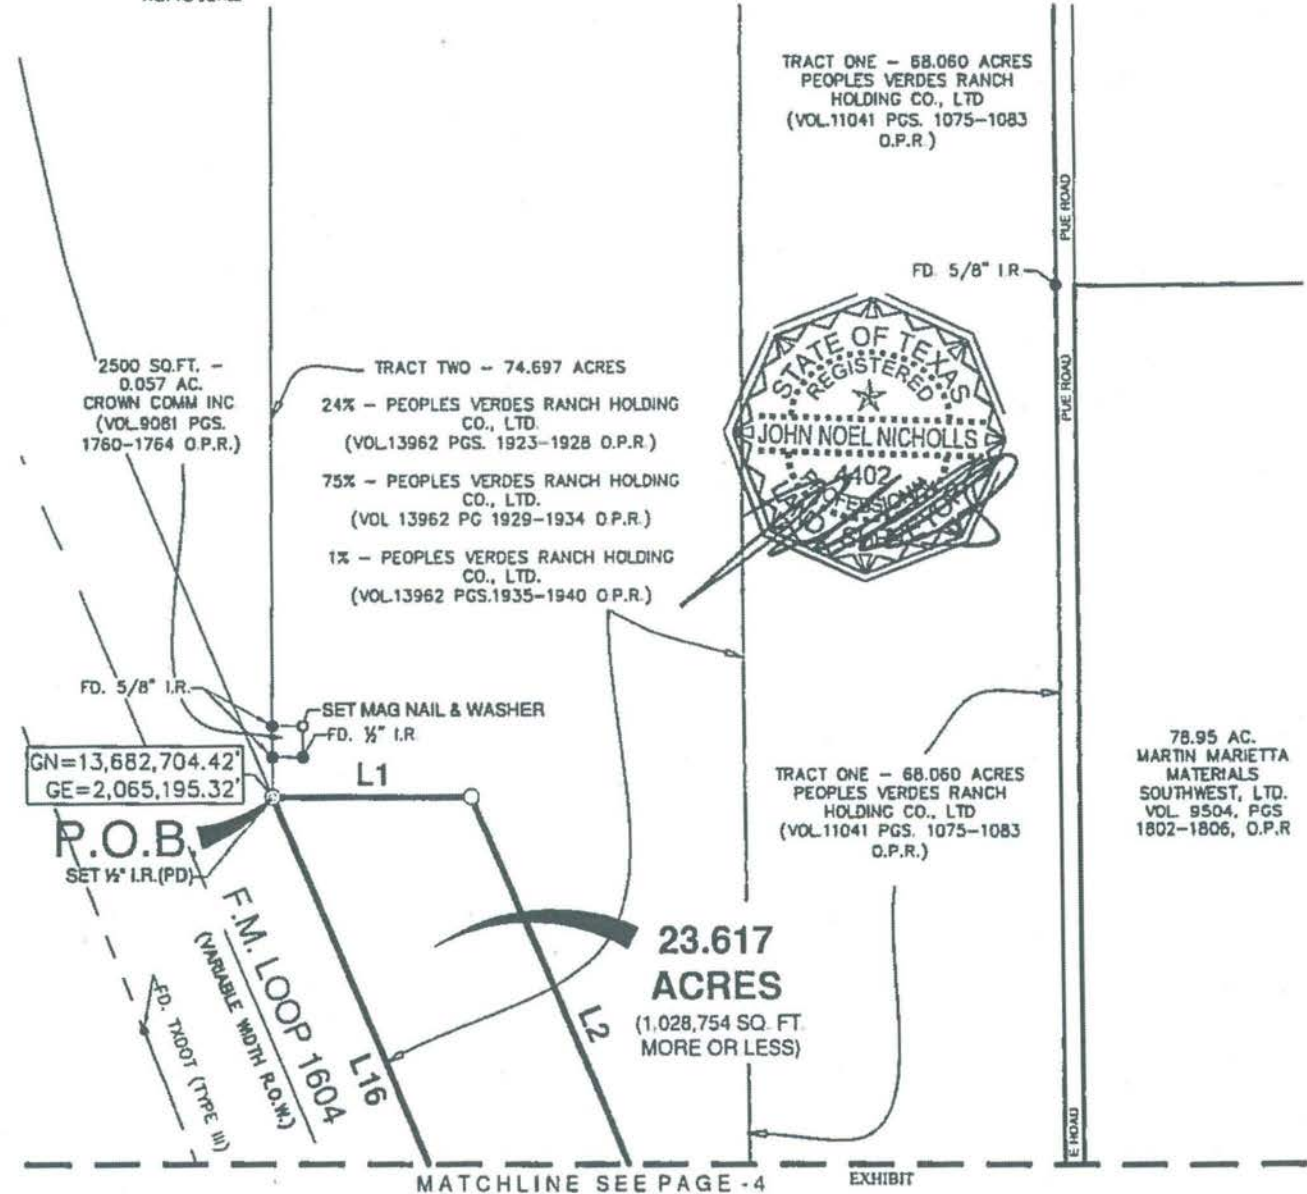 TRACT ONE - 68.060 ACRES
PEOPLES VERDES RANCH
HOLDING CO., LTD
(VOL.11041 PGS. 1075-1083
O.P.R.)
PUE ROAD
FD. 5/8" I.R
PUE ROAD
STATE OF TEXAS
REGISTERED
JOHN NOEL NICHOLLS
4402
2500 SQ.FT. -
0.057 AC.
CROWN COMM INC
(VOL.9081 PGS.
1760-1764 O.P.R.)
TRACT TWO - 74.697 ACRES
24% - PEOPLES VERDES RANCH HOLDING
CO., LTD.
(VOL.13962 PGS. 1923-1928 O.P.R.)
75% - PEOPLES VERDES RANCH HOLDING
CO., LTD.
(VOL 13962 PG 1929-1934 O.P.R.)
1% - PEOPLES VERDES RANCH HOLDING
CO., LTD.
(VOL.13962 PGS.1935-1940 O.P.R.)
FD. 5/8" I.R.
SET MAG NAIL & WASHER
FD. ½" I.R
GN=13,682,704.42'
GE=2,065,195.32'
L1
P.O.B.
SET ½" I.R.(PD)
F.M. LOOP 1604
(VARIABLE WIDTH R.O.W.)
FD. TXDOT (TYPE III)
L16
L2
23.617
ACRES
(1,028,754 SQ. FT.
MORE OR LESS)
TRACT ONE - 68.060 ACRES
PEOPLES VERDES RANCH
HOLDING CO., LTD
(VOL.11041 PGS. 1075-1083
O.P.R.)
78.95 AC.
MARTIN MARIETTA
MATERIALS
SOUTHWEST, LTD.
VOL. 9504, PGS
1802-1806, O.P.R
E ROAD
MATCHLINE SEE PAGE -4
EXHIBIT